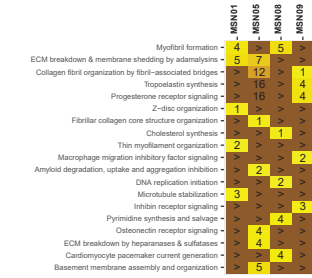 MSN01 MSN05 MSN08 MSN09
Myofibril formation 4 > 5 >
ECM breakdown & membrane shedding by adamalysins 5 7 > >
Collagen fibril organization by fibril−associated bridges > 12 > 1
Tropoelastin synthesis > 16 > 4
Progesterone receptor signaling > 16 > 4
Z−disc organization 1 > > >
Fibrillar collagen core structure organization > 1 > >
Cholesterol synthesis > > 1 >
Thin myofilament organization 2 > > >
Macrophage migration inhibitory factor signaling > > > 2
Amyloid degradation, uptake and aggregation inhibition > 2 > >
DNA replication initiation > > 2 >
Microtubule stabilization 3 > > >
Inhibin receptor signaling > > > 3
Pyrimidine synthesis and salvage > > 4 >
Osteonectin receptor signaling > 4 > >
ECM breakdown by heparanases & sulfatases > 4 > >
Cardiomyocyte pacemaker current generation > > 4 >
Basement membrane assembly and organization > 5 > >